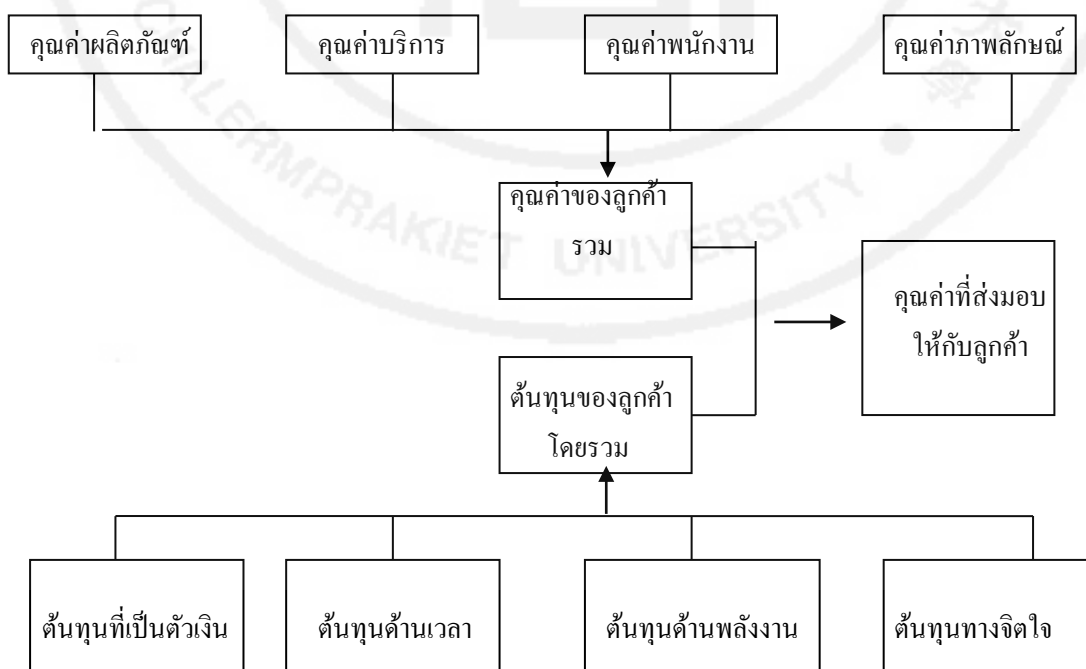 คุณค่าผลิตภัณฑ์
คุณค่าบริการ
คุณค่าพนักงาน
คุณค่าภาพลักษณ์
คุณค่าของลูกค้า
รวม
คุณค่าที่ส่งมอบ
ให้กับลูกค้า
ต้นทุนของลูกค้า
โดยรวม
ต้นทุนที่เป็นตัวเงิน
ต้นทุนด้านเวลา
ต้นทุนด้านพลังงาน
ต้นทุนทางจิตใจ
CHALERMPRAKIET UNIVERSITY